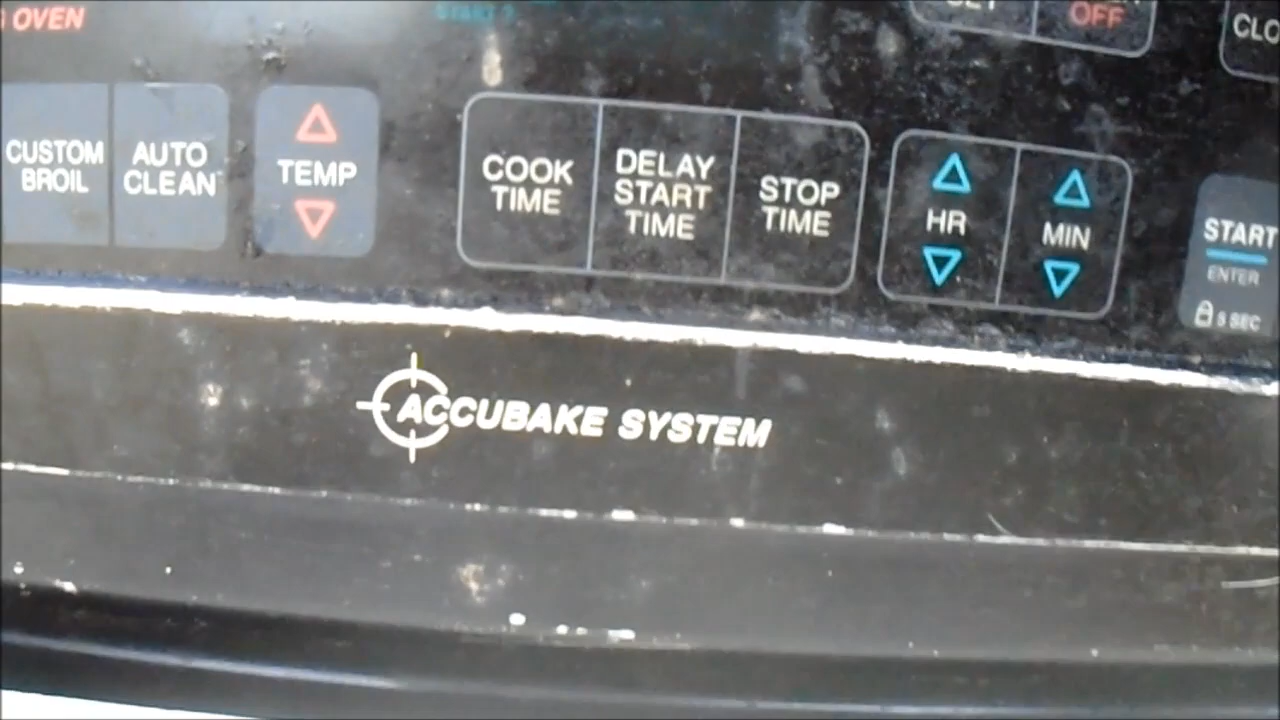 OVEN
OFF
CLO
CUSTOM
BROIL
AUTO
CLEAN
TEMP
COOK
TIME
DELAY
START
TIME
STOP
TIME
HR
MIN
START
ENTER
5 SEC
ACCUBAKE SYSTEM